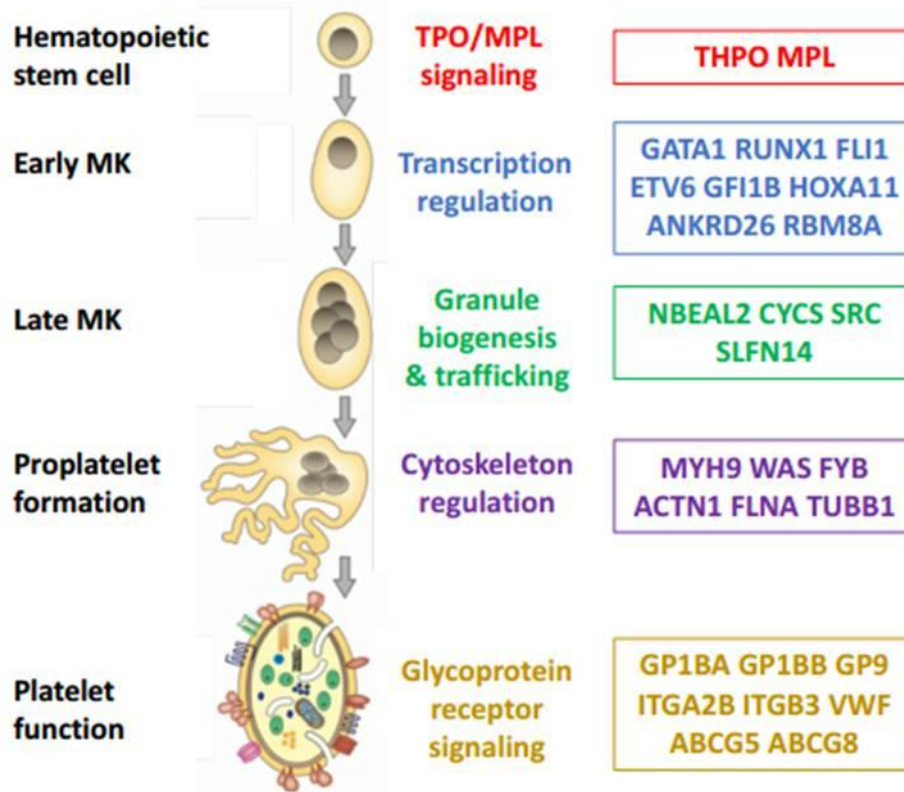 Hematopoietic
stem cell
TPO/MPL
signaling
THPO MPL
Early MK
Transcription
regulation
GATA1 RUNX1 FLI1
ETV6 GFI1B HOXA11
ANKRD26 RBM8A
Late MK
Granule
biogenesis
& trafficking
NBEAL2 CYCS SRC
SLFN14
Proplatelet
formation
Cytoskeleton
regulation
MYH9 WAS FYB
ACTN1 FLNA TUBB1
Platelet
function
Glycoprotein
receptor
signaling
GP1BA GP1BB GP9
ITGA2B ITGB3 VWF
ABCG5 ABCG8